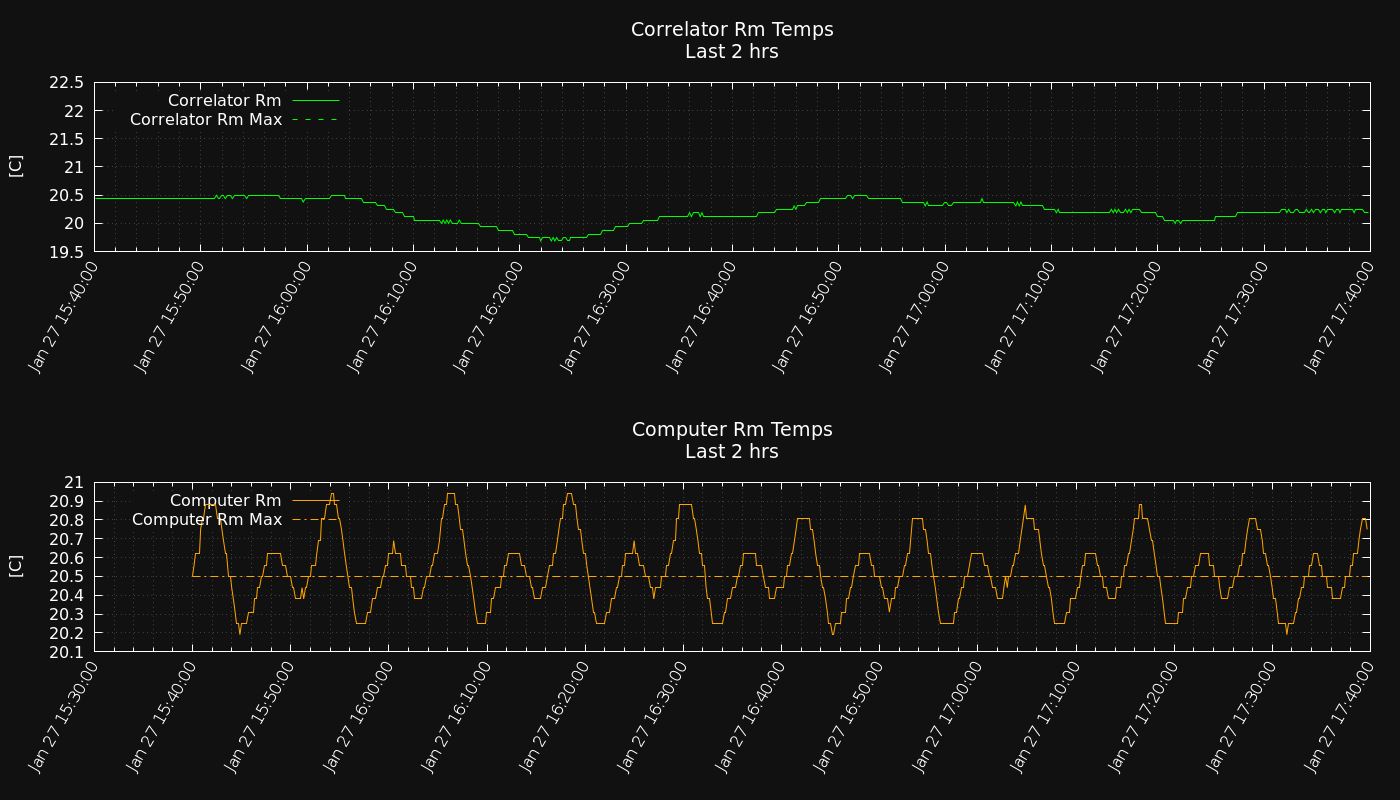 Correlator Rm Temps
Last 2 hrs
22.5
22
21.5
21
20.5
20
19.5
[C]
Correlator Rm
Correlator Rm Max
Jan 27 15:40:00
Jan 27 15:50:00
Jan 27 16:00:00
Jan 27 16:10:00
Jan 27 16:20:00
Jan 27 16:30:00
Jan 27 16:40:00
Jan 27 16:50:00
Jan 27 17:00:00
Jan 27 17:10:00
Jan 27 17:20:00
Jan 27 17:30:00
Jan 27 17:40:00
Computer Rm Temps
Last 2 hrs
21
20.9
20.8
20.7
20.6
20.5
20.4
20.3
20.2
20.1
[C]
Computer Rm
Computer Rm Max
Jan 27 15:30:00
Jan 27 15:40:00
Jan 27 15:50:00
Jan 27 16:00:00
Jan 27 16:10:00
Jan 27 16:20:00
Jan 27 16:30:00
Jan 27 16:40:00
Jan 27 16:50:00
Jan 27 17:00:00
Jan 27 17:10:00
Jan 27 17:20:00
Jan 27 17:30:00
Jan 27 17:40:00